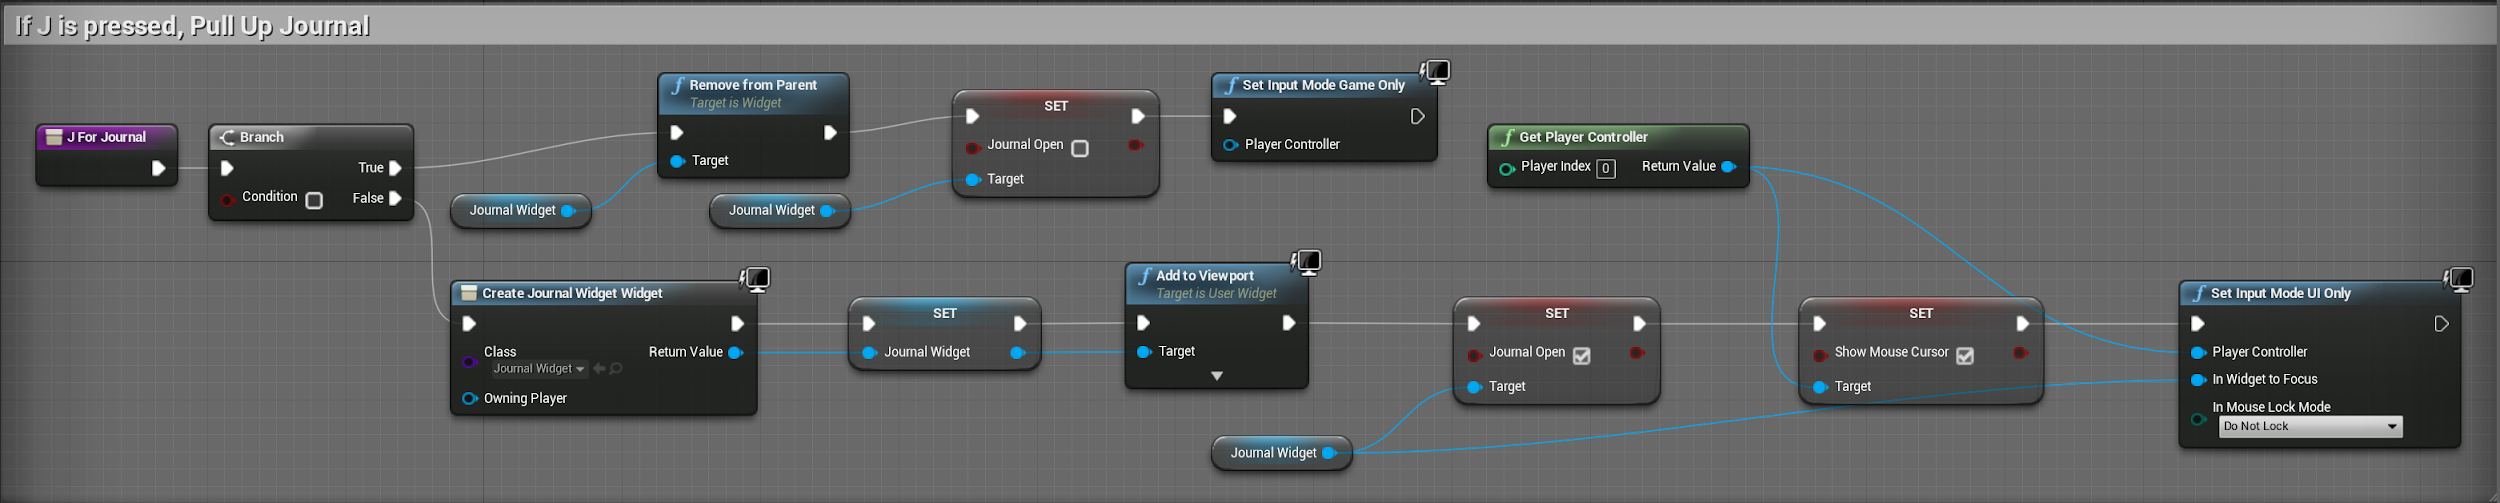 If J is pressed, Pull Up Journal
J For Journal
Branch
True
Condition
False
Remove from Parent
Target is Widget
Target
Journal Widget
SET
Journal Open
Target
Journal Widget
Set Input Mode Game Only
Player Controller
Get Player Controller
Player Index 0 Return Value
Create Journal Widget Widget
Class
Journal Widget
Return Value
Owning Player
SET
Journal Widget
Add to Viewport
Target is User Widget
Target
SET
Journal Open
Target
Journal Widget
SET
Show Mouse Cursor
Target
Set Input Mode UI Only
Player Controller
In Widget to Focus
In Mouse Lock Mode
Do Not Lock